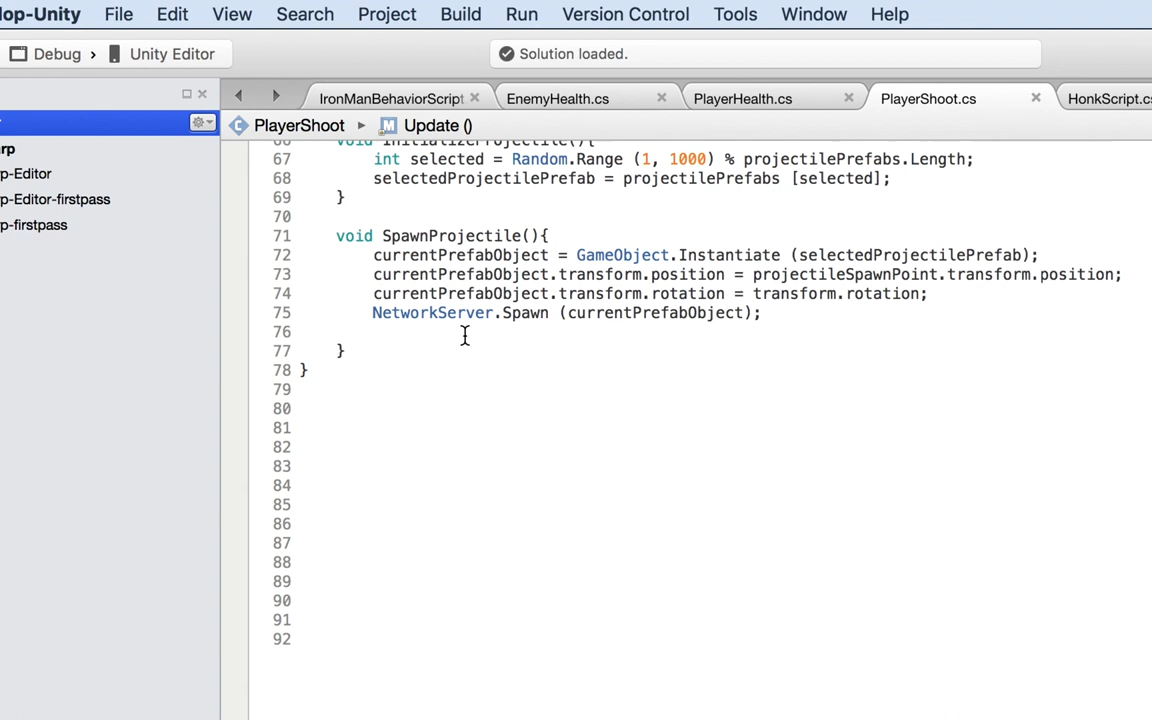 lop-Unity File Edit View Search Project Build Run Version Control Tools Window Help
Debug › Unity Editor Solution loaded.
IronManBehaviorScript EnemyHealth.cs PlayerHealth.cs PlayerShoot.cs HonkScript.cs
PlayerShoot ▸ M Update ()
rp
p-Editor
p-Editor-firstpass
p-firstpass
66 void InitializeProjectile(){
67 int selected = Random.Range (1, 1000) % projectilePrefabs.Length;
68 selectedProjectilePrefab = projectilePrefabs [selected];
69 }
70
71 void SpawnProjectile(){
72 currentPrefabObject = GameObject.Instantiate (selectedProjectilePrefab);
73 currentPrefabObject.transform.position = projectileSpawnPoint.transform.position;
74 currentPrefabObject.transform.rotation = transform.rotation;
75 NetworkServer.Spawn (currentPrefabObject);
76
77 }
78 }
79
80
81
82
83
84
85
86
87
88
89
90
91
92